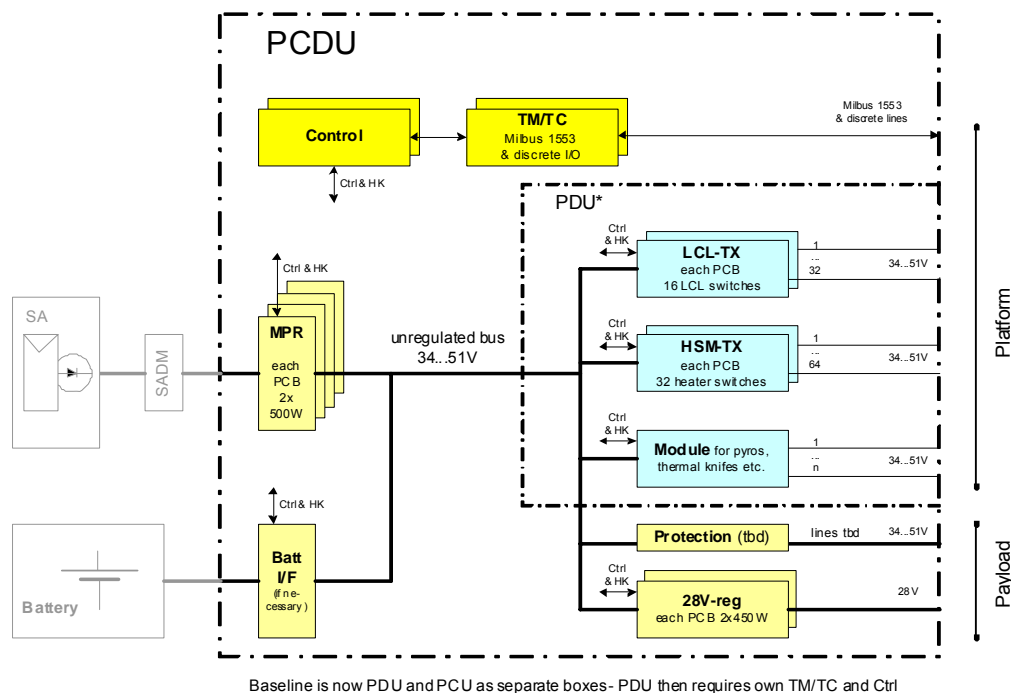 PCDU
Control
TM/TC
Milbus 1553
& discrete I/O
Milbus 1553
& discrete lines
Ctrl & HK
PDU*
Ctrl
& HK
LCL-TX
each PCB
16 LCL switches
1
...
32
34...51V
Ctrl & HK
MPR
each
PCB
2x
500W
unregulated bus
34...51V
SA
SADM
Ctrl
& HK
HSM-TX
each PCB
32 heater switches
1
...
64
34...51V
Platform
Ctrl
& HK
Module for pyros,
thermal knifes etc.
1
...
n
34...51V
Ctrl & HK
Batt
I/F
(if ne-
cessary)
Battery
Protection (tbd)
lines tbd
34...51V
Ctrl
& HK
28V-reg
each PCB 2x450W
28V
Payload
Baseline is now PDU and PCU as separate boxes - PDU then requires own TM/TC and Ctrl